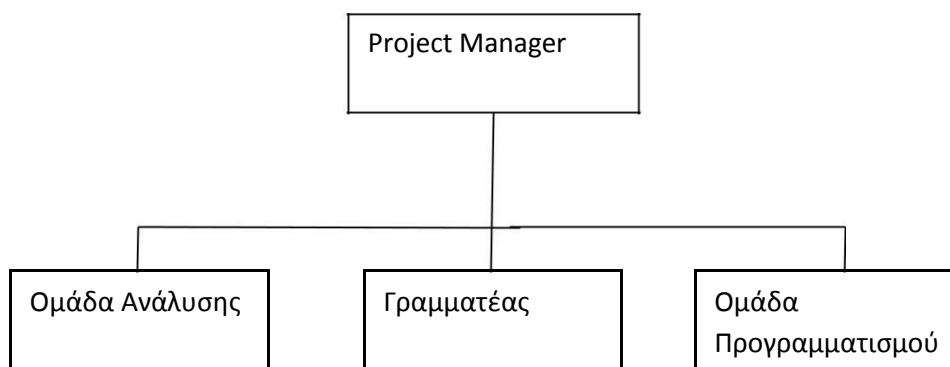 Project Manager
Ομάδα Ανάλυσης
Γραμματέας
Ομάδα
Προγραμματισμού